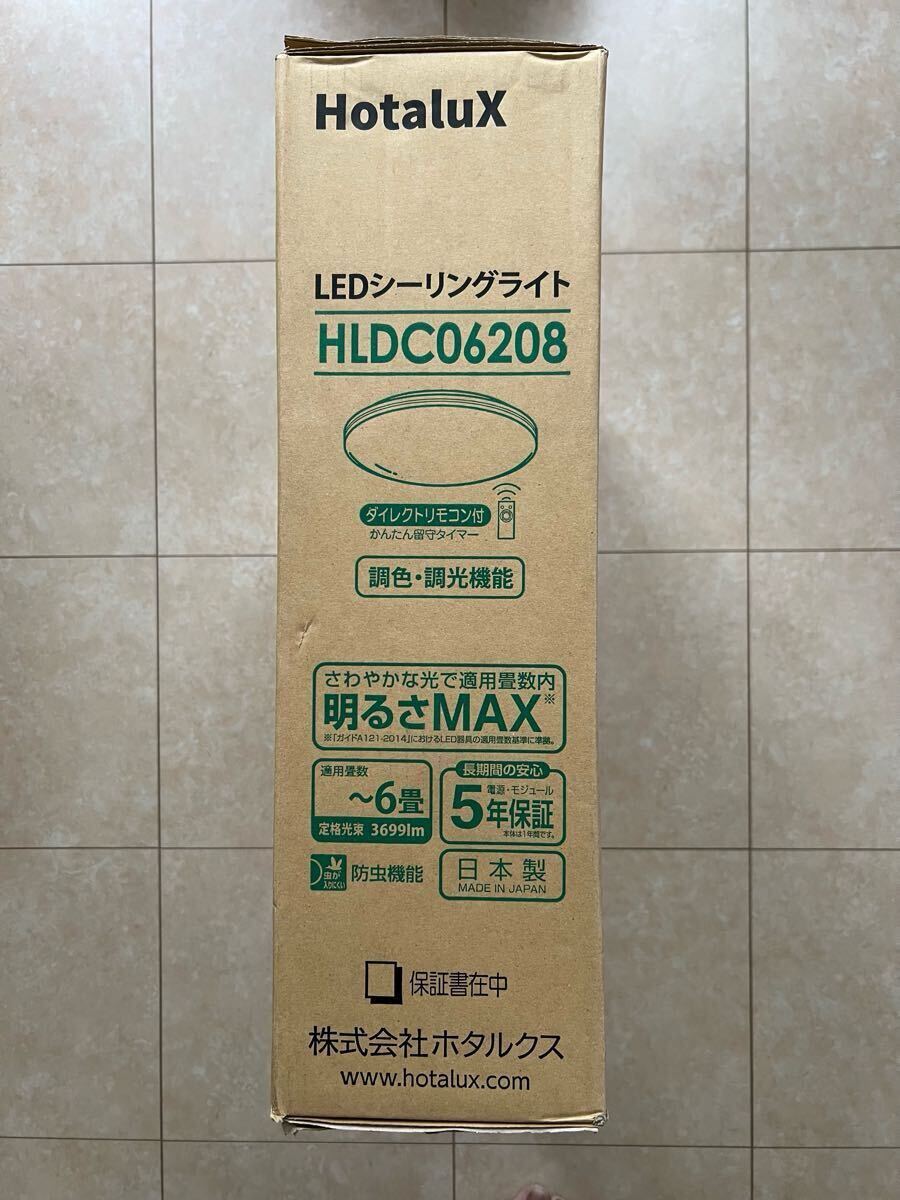 HotaluX
LEDシーリングライト
HLDC06208
ダイレクトリモコン付
かんたん留守タイマー
調色・調光機能
さわやかな光で適用畳数内
明るさMAX※
※「ガイドA121-2014」におけるLED器具の適用畳数基準に準拠。
適用畳数
～6畳
定格光束 3699lm
長期間の安心
電源・モジュール
5年保証
本体は1年間です。
虫が
入りにくい
防虫機能
日本製
MADE IN JAPAN
保証書在中
株式会社ホタルクス
www.hotalux.com